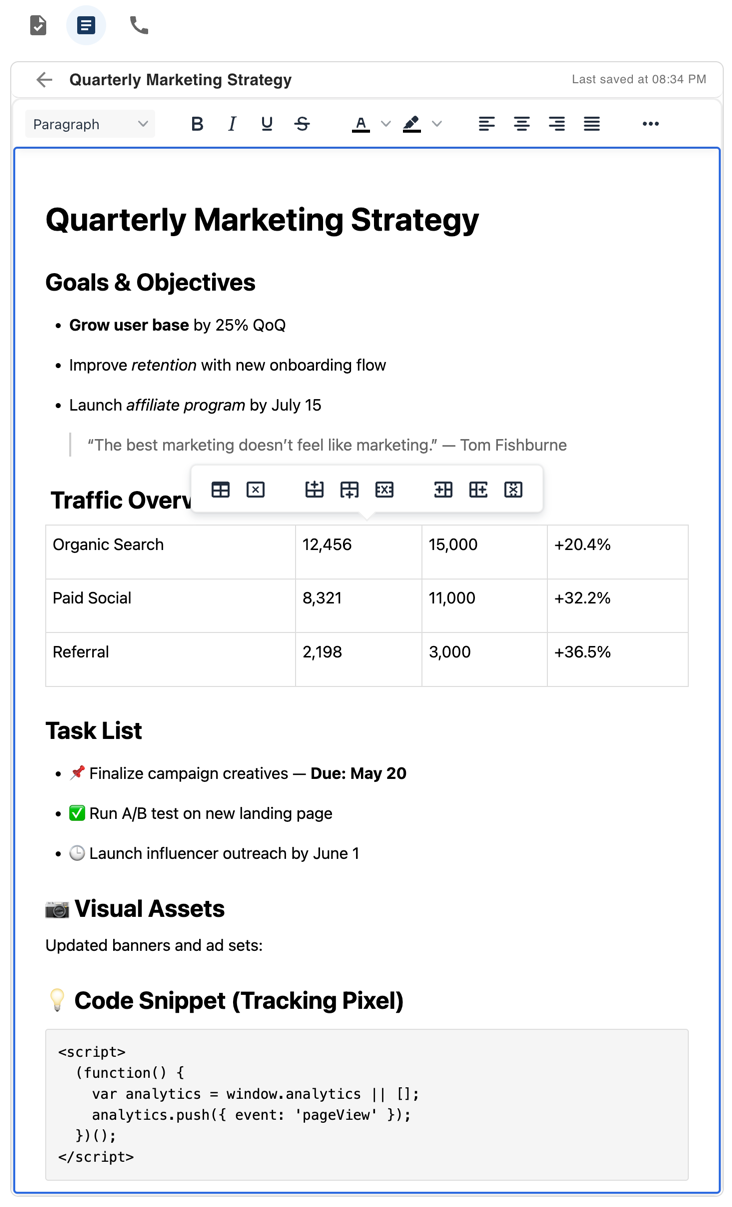 Quarterly Marketing Strategy
Last saved at 08:34 PM
Paragraph
B I U S A
Quarterly Marketing Strategy
Goals & Objectives
• Grow user base by 25% QoQ
• Improve retention with new onboarding flow
• Launch affiliate program by July 15
“The best marketing doesn’t feel like marketing.” — Tom Fishburne
Traffic Overv
Organic Search 12,456 15,000 +20.4%
Paid Social 8,321 11,000 +32.2%
Referral 2,198 3,000 +36.5%
Task List
• 📌 Finalize campaign creatives — Due: May 20
• ✅ Run A/B test on new landing page
• 🕒 Launch influencer outreach by June 1
📷 Visual Assets
Updated banners and ad sets:
💡 Code Snippet (Tracking Pixel)
<script>
  (function() {
    var analytics = window.analytics || [];
    analytics.push({ event: 'pageView' });
  })();
</script>